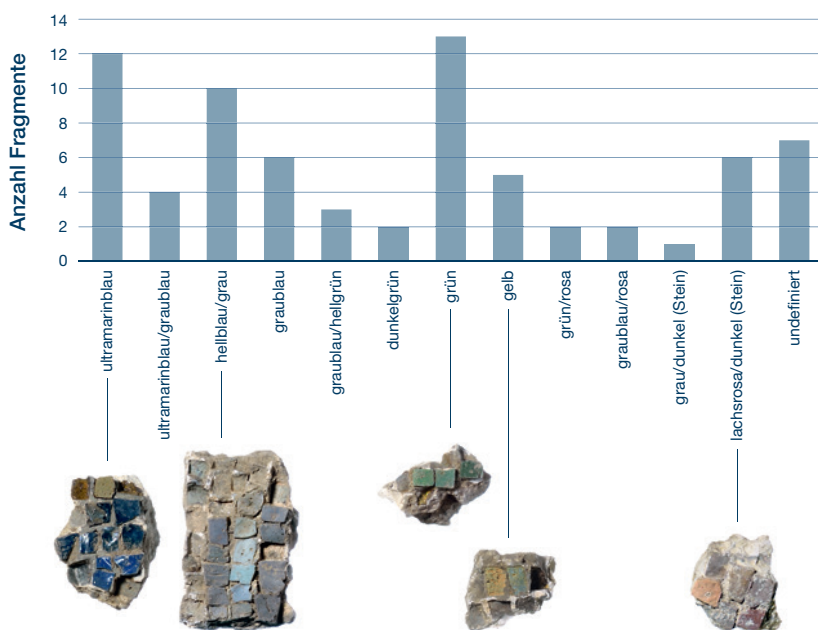 Anzahl Fragmente
14
12
10
8
6
4
2
0
ultramarinblau
ultramarinblau/graublau
hellblau/grau
graublau
graublau/hellgrün
dunkelgrün
grün
gelb
grün/rosa
graublau/rosa
grau/dunkel (Stein)
lachsrosa/dunkel (Stein)
undefiniert